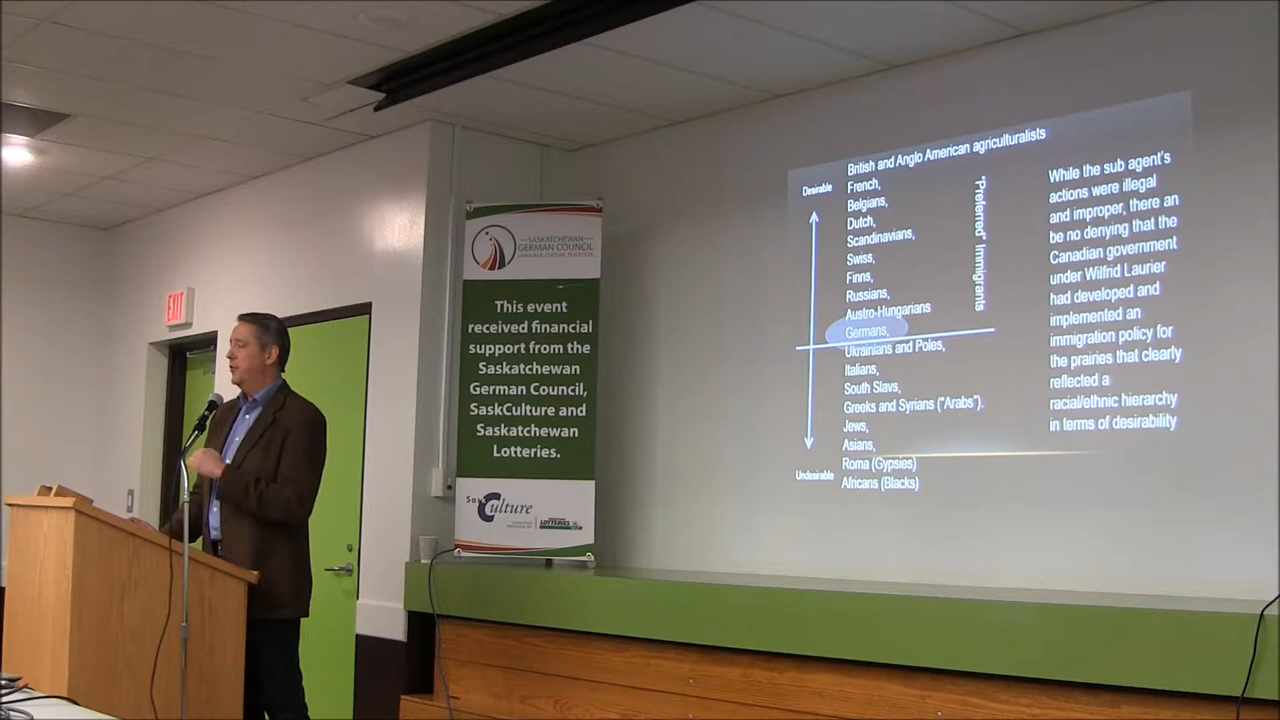 EXIT
SASKATCHEWAN
GERMAN COUNCIL
LANGUAGE, CULTURE, TRADITIONS
This event
received financial
support from the
Saskatchewan
German Council,
SaskCulture and
Saskatchewan
Lotteries.
Sask Culture
LOTTERIES
Desirable
Undesirable
British and Anglo American agriculturalists
French,
Belgians,
Dutch,
Scandinavians,
Swiss,
Finns,
Russians,
Austro-Hungarians
Germans,
Ukrainians and Poles,
Italians,
South Slavs,
Greeks and Syrians ("Arabs").
Jews,
Asians,
Roma (Gypsies)
Africans (Blacks)
"Preferred" Immigrants
While the sub agent's
actions were illegal
and improper, there an
be no denying that the
Canadian government
under Wilfrid Laurier
had developed and
implemented an
immigration policy for
the prairies that clearly
reflected a
racial/ethnic hierarchy
in terms of desirability